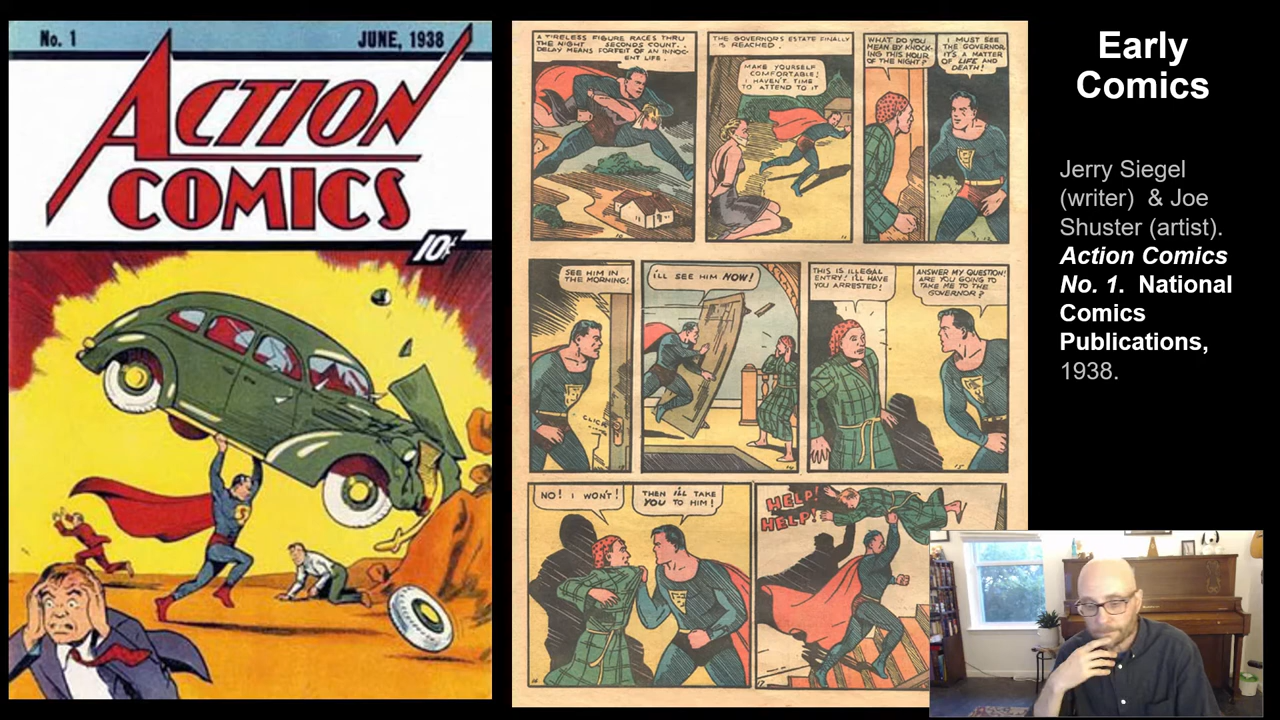 No. 1
JUNE, 1938
ACTION
COMICS
10¢
A TIRELESS FIGURE RACES THRU
THE NIGHT. SECONDS COUNT. .
DELAY MEANS FORFEIT OF AN INNOC-
ENT LIFE.
THE GOVERNORS ESTATE FINALLY
IS REACHED.
MAKE YOURSELF
COMFORTABLE!
I HAVEN'T TIME
TO ATTEND TO IT
WHAT DO YOU
MEAN BY KNOCK-
ING THIS HOUR
OF THE NIGHT?
I MUST SEE
THE GOVERNOR.
IT'S A MATTER
OF LIFE AND
DEATH!
SEE HIM IN
THE MORNING!
CLICK
I'LL SEE HIM NOW!
THIS IS ILLEGAL
ENTRY! I'LL HAVE
YOU ARRESTED!
ANSWER MY QUESTION!
ARE YOU GOING TO
TAKE ME TO THE
GOVERNOR?
NO! I WON'T!
THEN I'LL TAKE
YOU TO HIM!
HELP!
HELP!
Early
Comics
Jerry Siegel
(writer) & Joe
Shuster (artist).
Action Comics
No. 1. National
Comics
Publications,
1938.